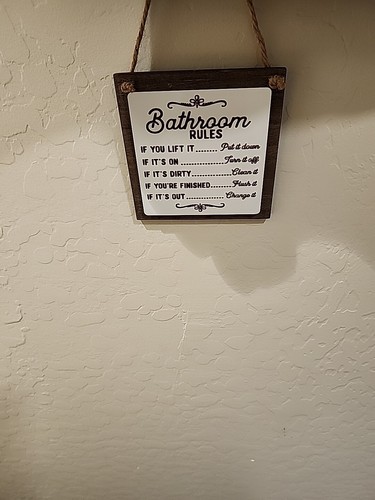 Bathroom
RULES
IF YOU LIFT IT........ Put it down
IF IT'S ON .............. Turn it off
IF IT'S DIRTY........... Clean it
IF YOU'RE FINISHED....... Flush it
IF IT'S OUT ............. Change it